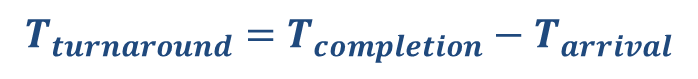 T_turnaround = T_completion − T_arrival